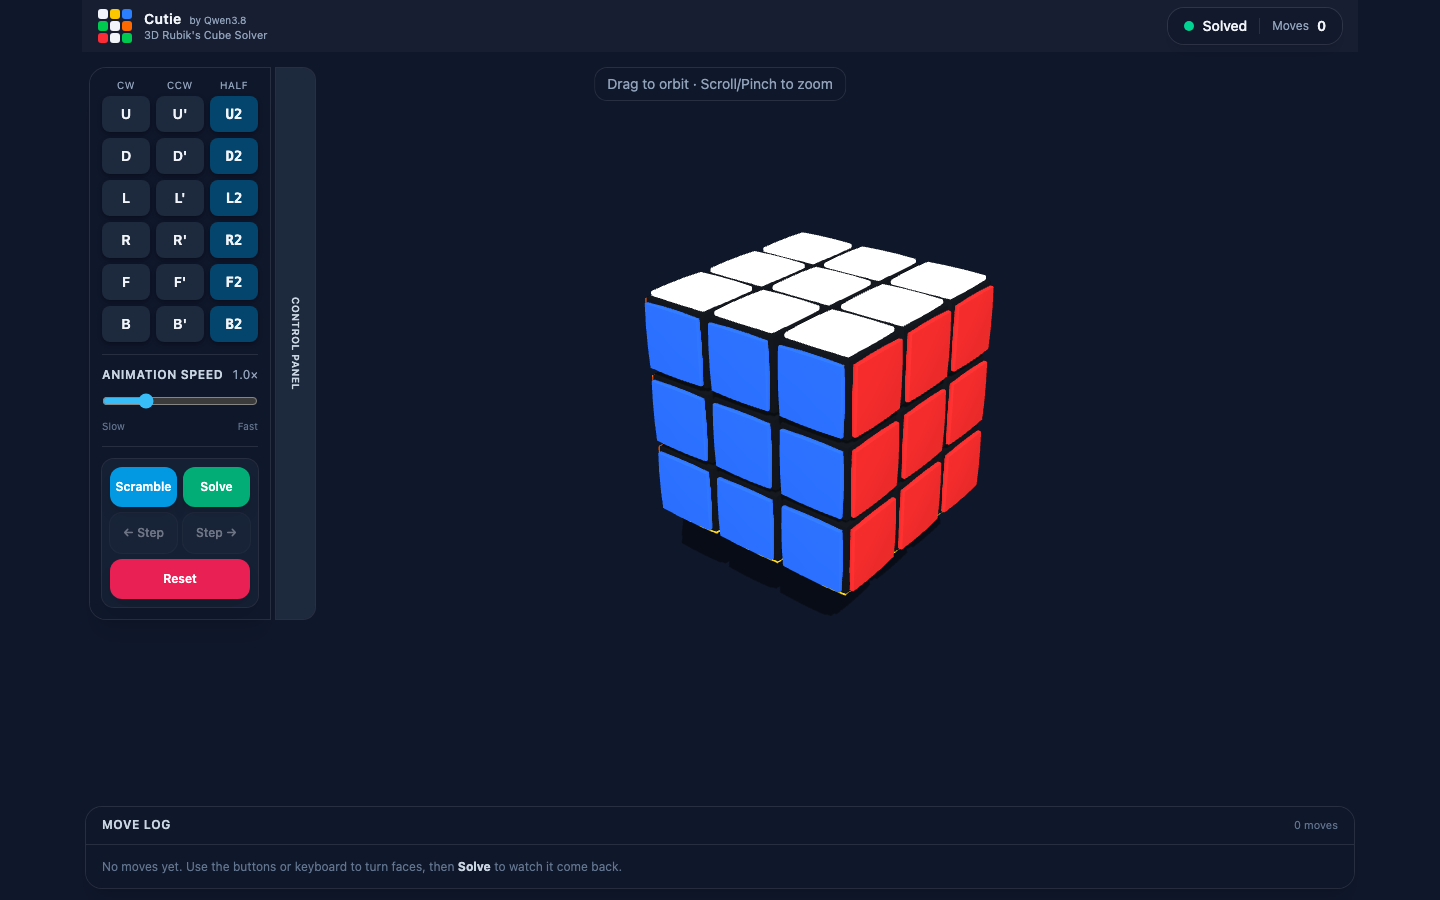 Cutie by Qwen3.8
3D Rubik's Cube Solver
Solved Moves 0
Drag to orbit · Scroll/Pinch to zoom
CW CCW HALF
U U' U2
D D' D2
L L' L2
R R' R2
F F' F2
B B' B2
CONTROL PANEL
ANIMATION SPEED 1.0×
Slow Fast
Scramble Solve
← Step Step →
Reset
MOVE LOG 0 moves
No moves yet. Use the buttons or keyboard to turn faces, then Solve to watch it come back.